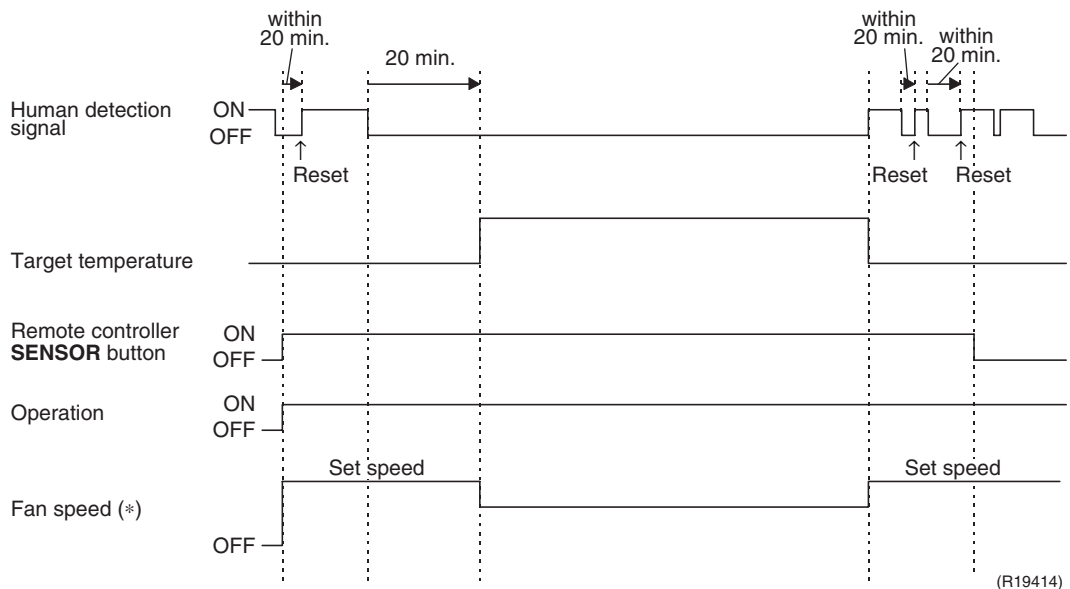 within
20 min.
20 min.
within
20 min.
within
20 min.
Human detection
signal
ON
OFF
Reset
Reset
Reset
Target temperature
Remote controller
SENSOR button
ON
OFF
Operation
ON
OFF
Set speed
Set speed
Fan speed (*)
OFF
(R19414)